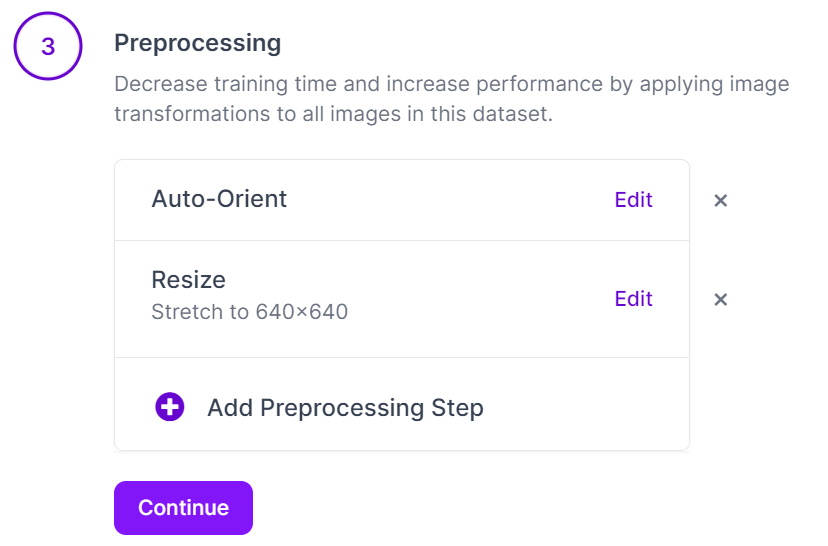 3
Preprocessing
Decrease training time and increase performance by applying image
transformations to all images in this dataset.
Auto-Orient
Edit
×
Resize
Stretch to 640×640
Edit
×
Add Preprocessing Step
Continue